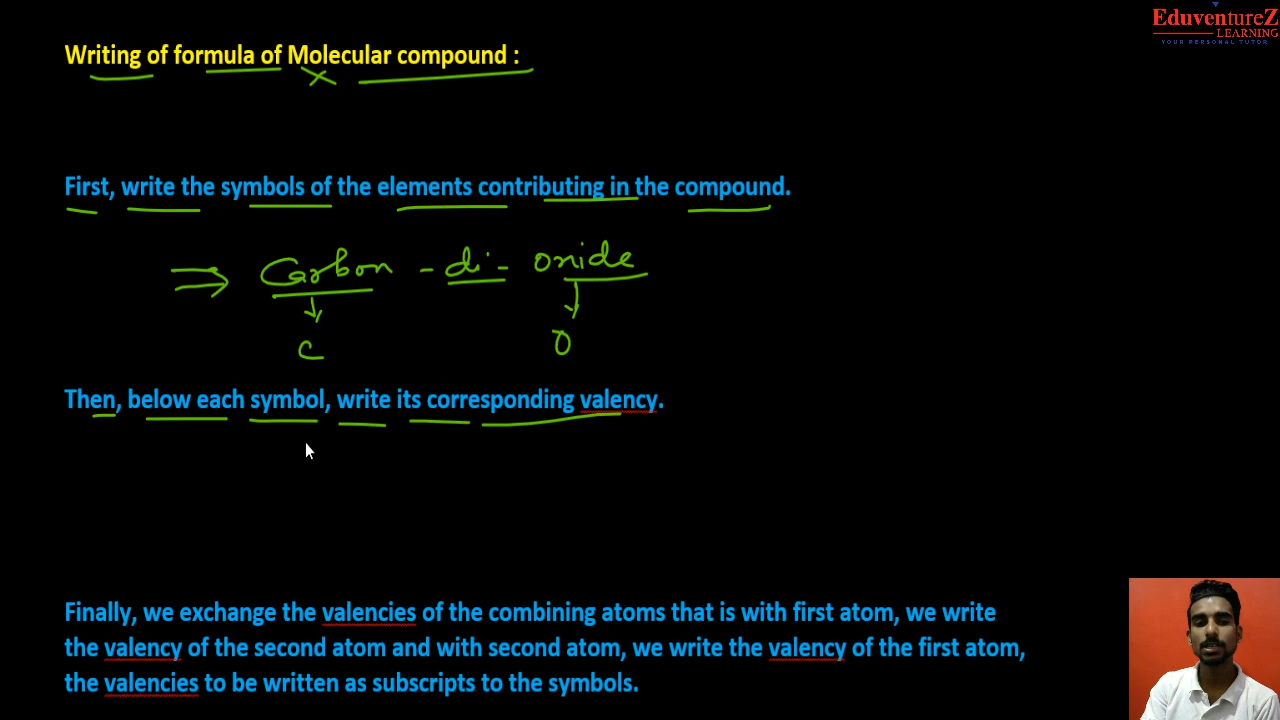 EduventureZ
LEARNING
YOUR PERSONAL TUTOR
Writing of formula of Molecular compound :
First, write the symbols of the elements contributing in the compound.
⇒ Carbon - di - oxide
C O
Then, below each symbol, write its corresponding valency.
Finally, we exchange the valencies of the combining atoms that is with first atom, we write
the valency of the second atom and with second atom, we write the valency of the first atom,
the valencies to be written as subscripts to the symbols.